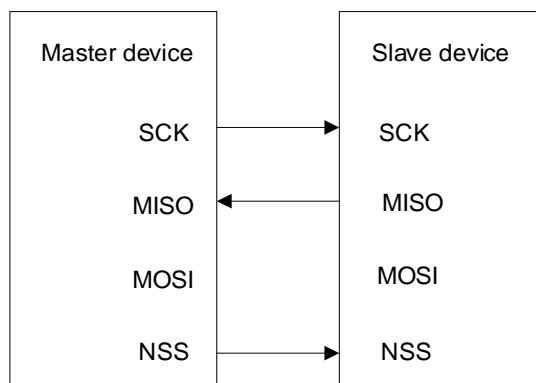 Master device
Slave device
SCK
SCK
MISO
MISO
MOSI
MOSI
NSS
NSS